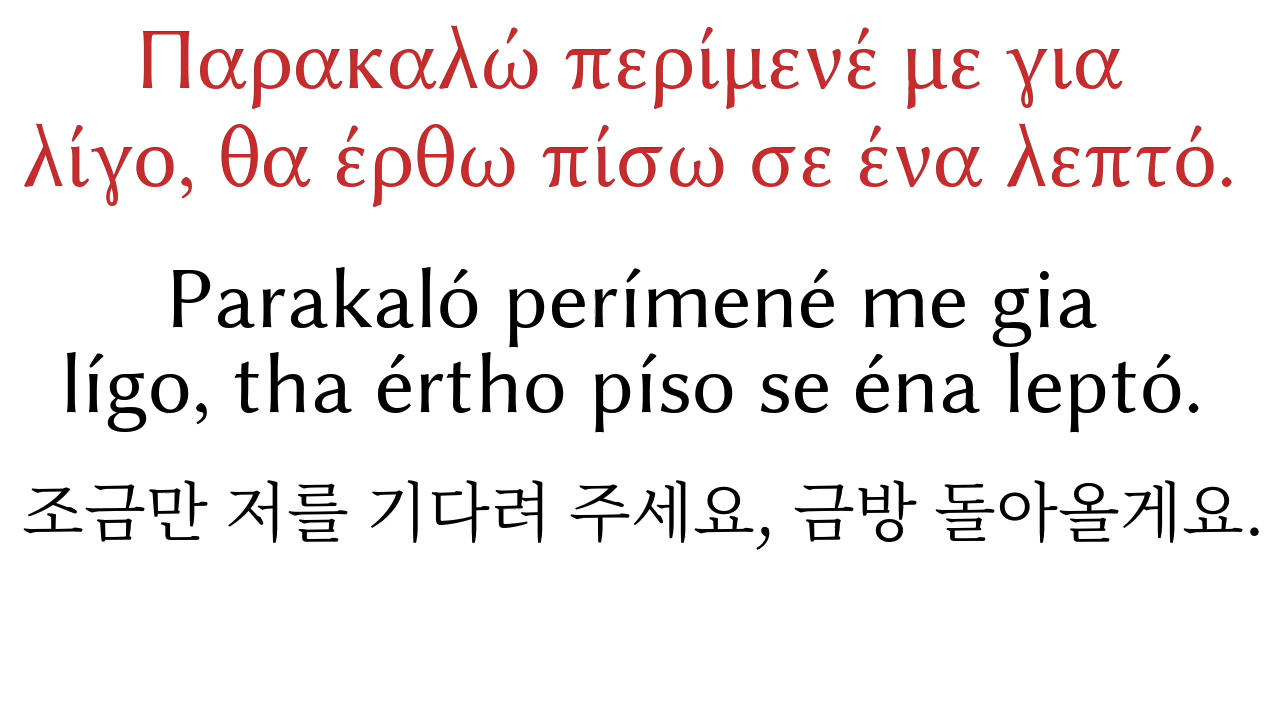 Παρακαλώ περίμενέ με για
λίγο, θα έρθω πίσω σε ένα λεπτό.
Parakaló perímené me gia
lígo, tha értho píso se éna leptó.
조금만 저를 기다려 주세요, 금방 돌아올게요.